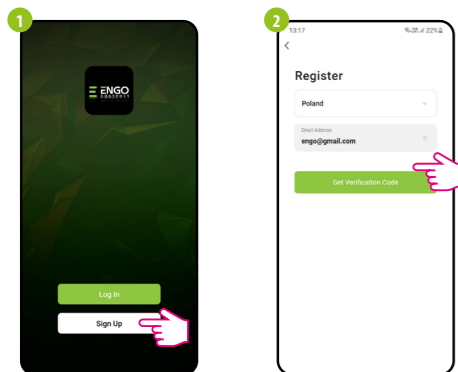 1
ENGO
CONTROLS
Log In
Sign Up
2
13:17
22%
Register
Poland
Email Address
engo@gmail.com
Get Verification Code